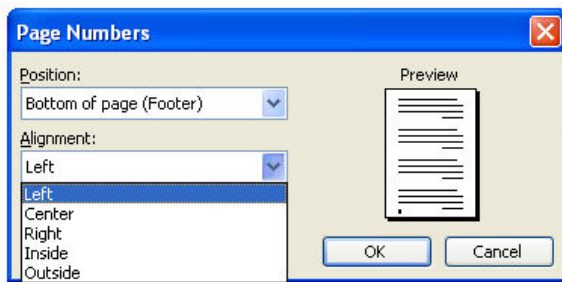 Page Numbers
Position:
Preview
Bottom of page (Footer)
Alignment:
Left
Left
Center
Right
Inside
Outside
OK
Cancel